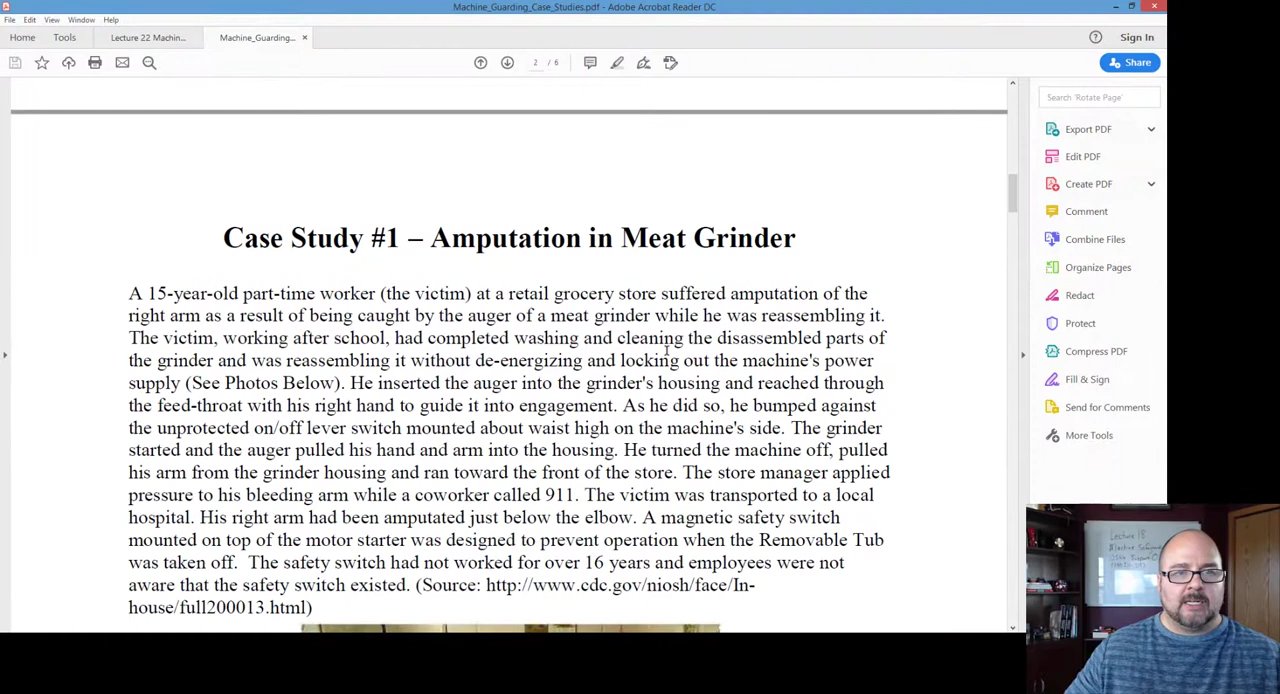 Machine_Guarding_Case_Studies.pdf - Adobe Acrobat Reader DC
File Edit View Window Help
Home Tools Lecture 22 Machin... Machine_Guarding... × Sign In
2 / 6 Share
Search 'Rotate Page'
Export PDF
Edit PDF
Create PDF
Comment
Combine Files
Organize Pages
Redact
Protect
Compress PDF
Fill & Sign
Send for Comments
More Tools
Case Study #1 – Amputation in Meat Grinder
A 15-year-old part-time worker (the victim) at a retail grocery store suffered amputation of the
right arm as a result of being caught by the auger of a meat grinder while he was reassembling it.
The victim, working after school, had completed washing and cleaning the disassembled parts of
the grinder and was reassembling it without de-energizing and locking out the machine's power
supply (See Photos Below). He inserted the auger into the grinder's housing and reached through
the feed-throat with his right hand to guide it into engagement. As he did so, he bumped against
the unprotected on/off lever switch mounted about waist high on the machine's side. The grinder
started and the auger pulled his hand and arm into the housing. He turned the machine off, pulled
his arm from the grinder housing and ran toward the front of the store. The store manager applied
pressure to his bleeding arm while a coworker called 911. The victim was transported to a local
hospital. His right arm had been amputated just below the elbow. A magnetic safety switch
mounted on top of the motor starter was designed to prevent operation when the Removable Tub
was taken off. The safety switch had not worked for over 16 years and employees were not
aware that the safety switch existed. (Source: http://www.cdc.gov/niosh/face/In-
house/full200013.html)
Lecture 18